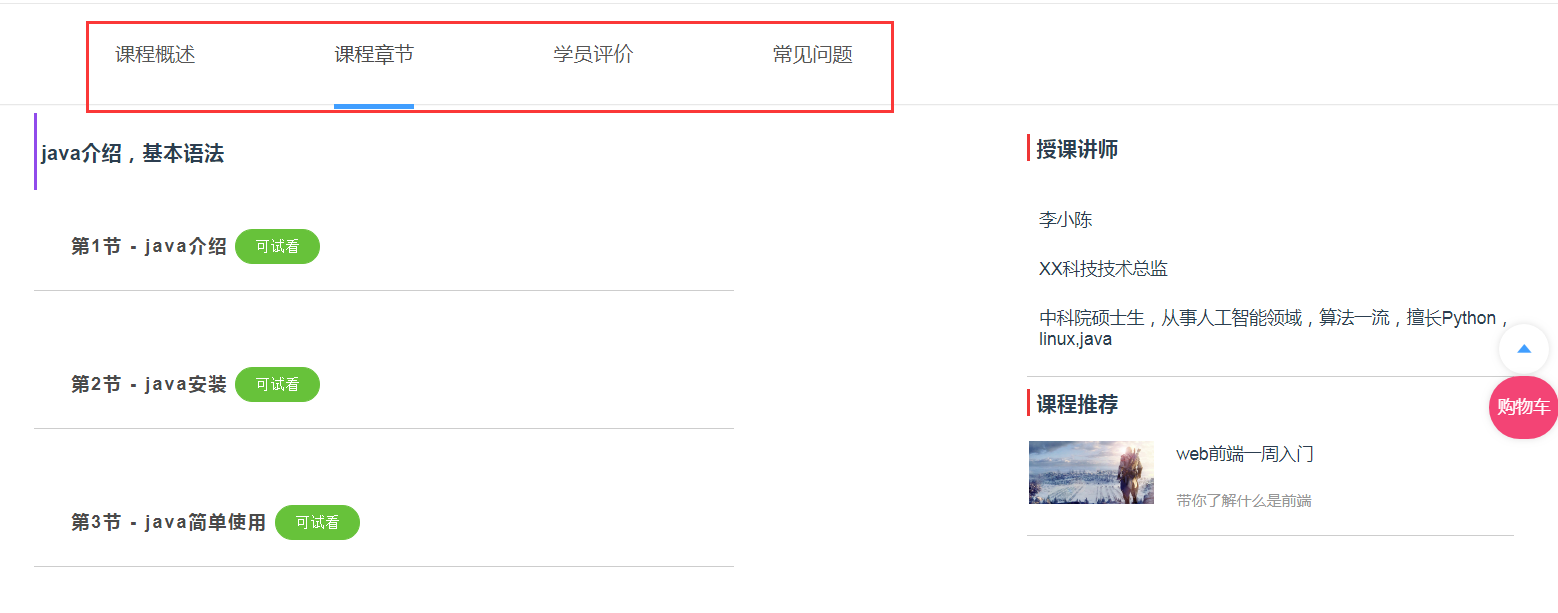 课程概述 课程章节 学员评价 常见问题
java介绍，基本语法
第1节 - java介绍 可试看
第2节 - java安装 可试看
第3节 - java简单使用 可试看
授课讲师
李小陈
XX科技技术总监
中科院硕士生，从事人工智能领域，算法一流，擅长Python，
linux,java
购物车
课程推荐
web前端一周入门
带你了解什么是前端